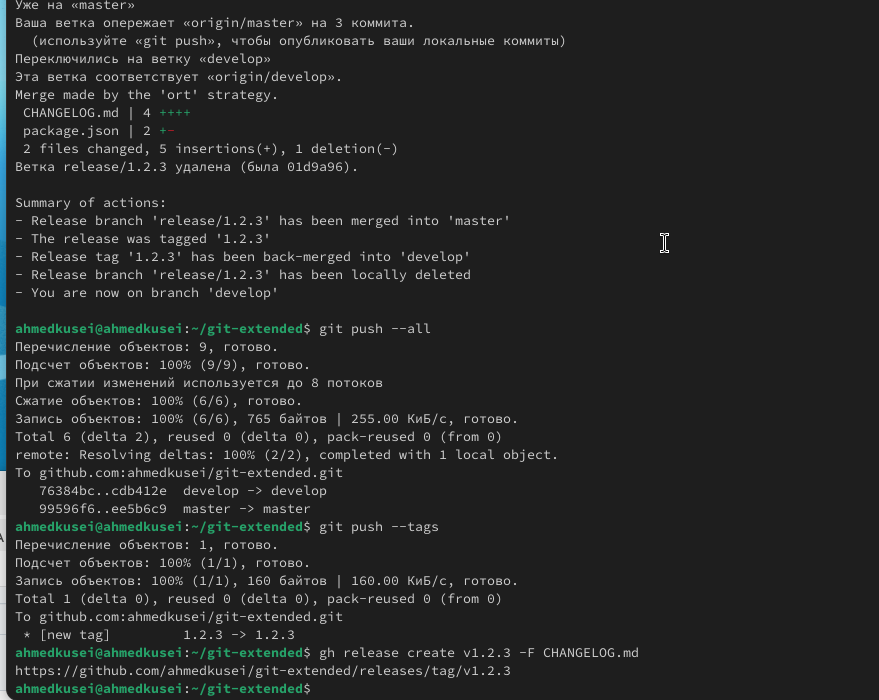 Уже на «master»
Ваша ветка опережает «origin/master» на 3 коммита.
  (используйте «git push», чтобы опубликовать ваши локальные коммиты)
Переключились на ветку «develop»
Эта ветка соответствует «origin/develop».
Merge made by the 'ort' strategy.
 CHANGELOG.md | 4 ++++
 package.json | 2 +-
 2 files changed, 5 insertions(+), 1 deletion(-)
Ветка release/1.2.3 удалена (была 01d9a96).
Summary of actions:
- Release branch 'release/1.2.3' has been merged into 'master'
- The release was tagged '1.2.3'
- Release tag '1.2.3' has been back-merged into 'develop'
- Release branch 'release/1.2.3' has been locally deleted
- You are now on branch 'develop'
ahmedkusei@ahmedkusei:~/git-extended$ git push --all
Перечисление объектов: 9, готово.
Подсчет объектов: 100% (9/9), готово.
При сжатии изменений используется до 8 потоков
Сжатие объектов: 100% (6/6), готово.
Запись объектов: 100% (6/6), 765 байтов | 255.00 КиБ/с, готово.
Total 6 (delta 2), reused 0 (delta 0), pack-reused 0 (from 0)
remote: Resolving deltas: 100% (2/2), completed with 1 local object.
To github.com:ahmedkusei/git-extended.git
   76384bc..cdb412e  develop -> develop
   99596f6..ee5b6c9  master -> master
ahmedkusei@ahmedkusei:~/git-extended$ git push --tags
Перечисление объектов: 1, готово.
Подсчет объектов: 100% (1/1), готово.
Запись объектов: 100% (1/1), 160 байтов | 160.00 КиБ/с, готово.
Total 1 (delta 0), reused 0 (delta 0), pack-reused 0 (from 0)
To github.com:ahmedkusei/git-extended.git
 * [new tag]         1.2.3 -> 1.2.3
ahmedkusei@ahmedkusei:~/git-extended$ gh release create v1.2.3 -F CHANGELOG.md
https://github.com/ahmedkusei/git-extended/releases/tag/v1.2.3
ahmedkusei@ahmedkusei:~/git-extended$